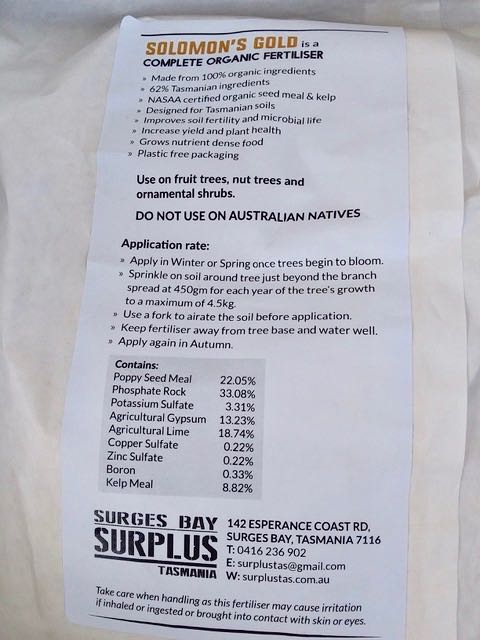 SOLOMON'S GOLD is a
COMPLETE ORGANIC FERTILISER
» Made from 100% organic ingredients
» 62% Tasmanian ingredients
» NASAA certified organic seed meal & kelp
» Designed for Tasmanian soils
» Improves soil fertility and microbial life
» Increase yield and plant health
» Grows nutrient dense food
» Plastic free packaging
Use on fruit trees, nut trees and
ornamental shrubs.
DO NOT USE ON AUSTRALIAN NATIVES
Application rate:
» Apply in Winter or Spring once trees begin to bloom.
» Sprinkle on soil around tree just beyond the branch
spread at 450gm for each year of the tree's growth
to a maximum of 4.5kg.
» Use a fork to airate the soil before application.
» Keep fertiliser away from tree base and water well.
» Apply again in Autumn.
Contains:
Poppy Seed Meal 22.05%
Phosphate Rock 33.08%
Potassium Sulfate 3.31%
Agricultural Gypsum 13.23%
Agricultural Lime 18.74%
Copper Sulfate 0.22%
Zinc Sulfate 0.22%
Boron 0.33%
Kelp Meal 8.82%
SURGES BAY
SURPLUS
TASMANIA
142 ESPERANCE COAST RD,
SURGES BAY, TASMANIA 7116
T: 0416 236 902
E: surplustas@gmail.com
W: surplustas.com.au
Take care when handling as this fertiliser may cause irritation
if inhaled or ingested or brought into contact with skin or eyes.